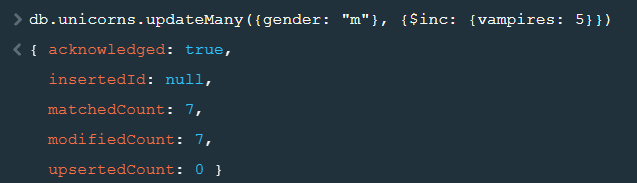 > db.unicorns.updateMany({gender: "m"}, {$inc: {vampires: 5}})
< { acknowledged: true,
insertedId: null,
matchedCount: 7,
modifiedCount: 7,
upsertedCount: 0 }